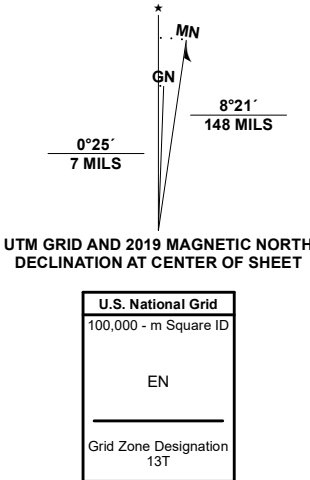 ★
MN
GN
8°21´
148 MILS
0°25´
7 MILS
UTM GRID AND 2019 MAGNETIC NORTH
DECLINATION AT CENTER OF SHEET
U.S. National Grid
100,000 - m Square ID
EN
Grid Zone Designation
13T